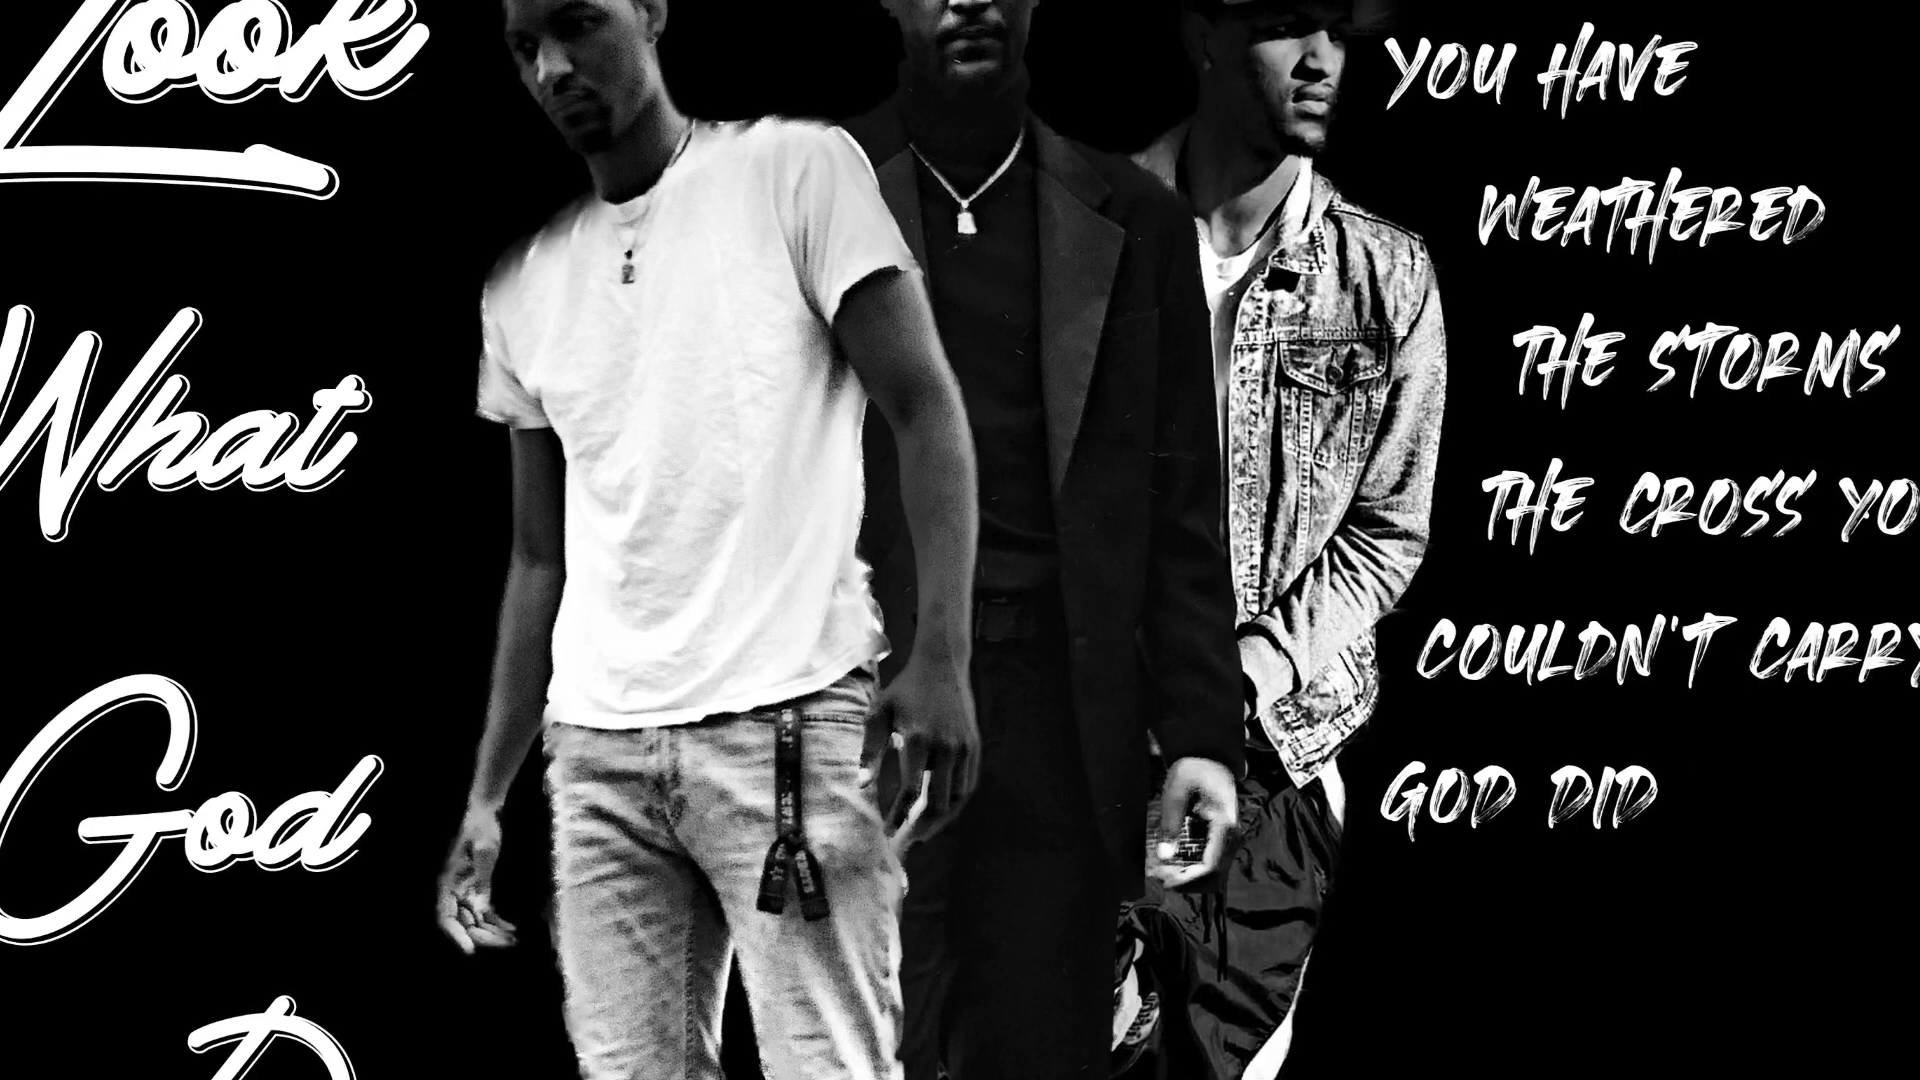 Look
What
God
YOU HAVE
WEATHERED
THE STORMS
THE CROSS YO
COULDN'T CARRY
GOD DID